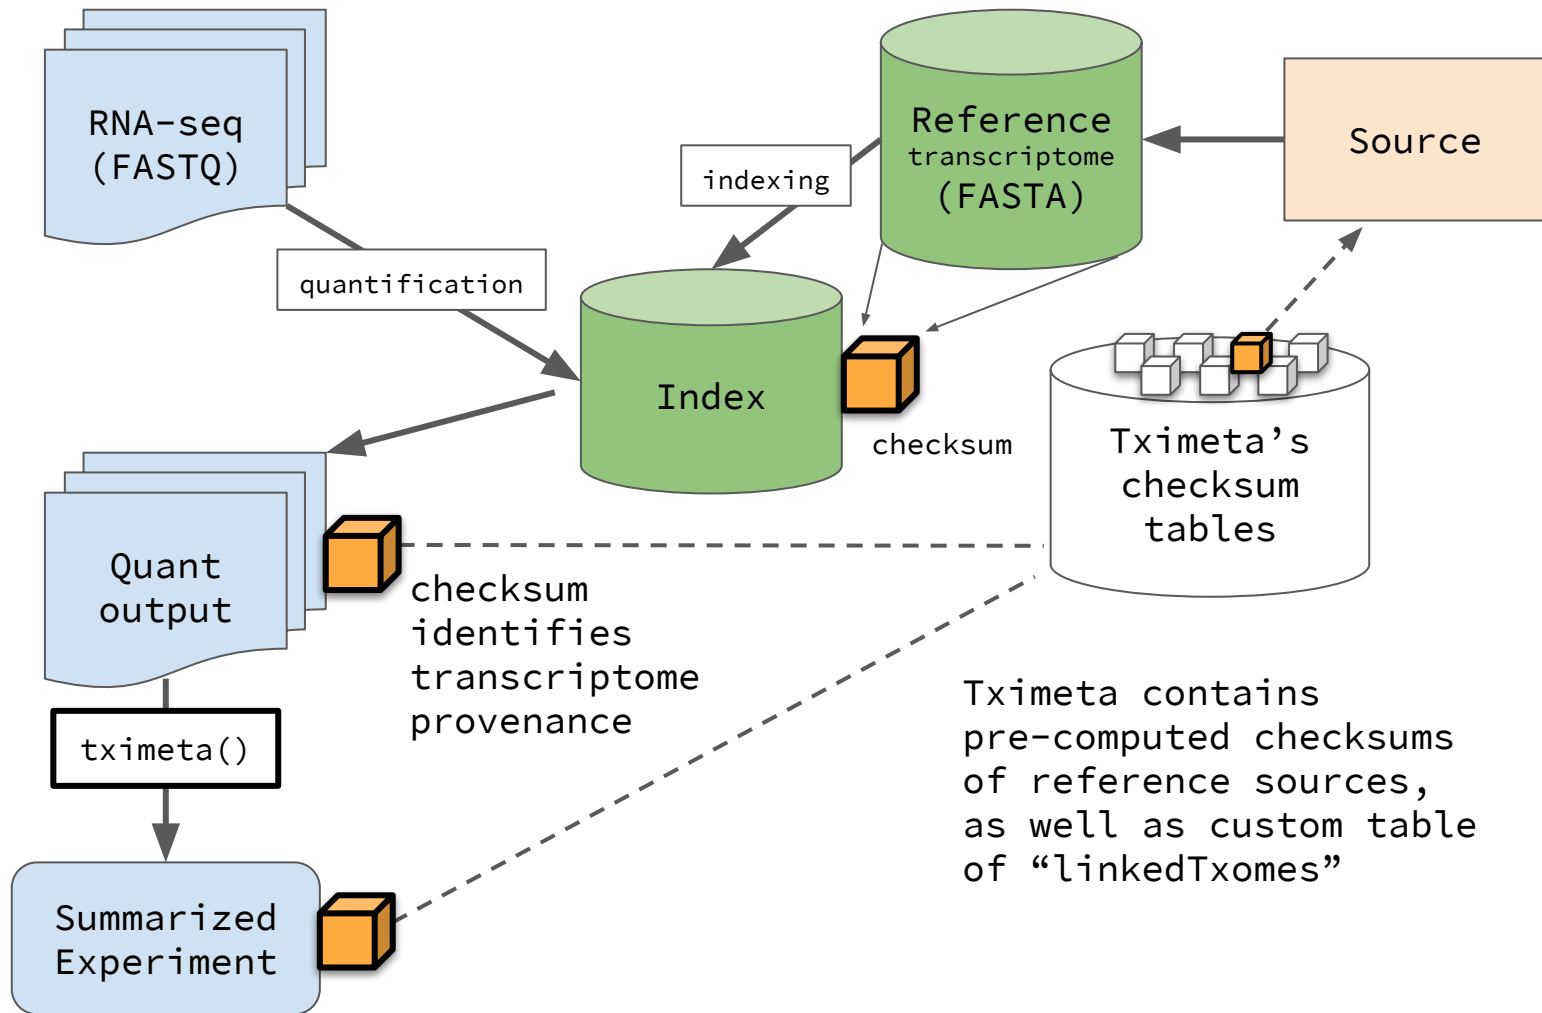 RNA-seq
(FASTQ)
Reference
transcriptome
(FASTA)
Source
indexing
quantification
Index
checksum
Tximeta’s
checksum
tables
Quant
output
checksum
identifies
transcriptome
provenance
tximeta()
Tximeta contains
pre-computed checksums
of reference sources,
as well as custom table
of “linkedTxomes”
Summarized
Experiment